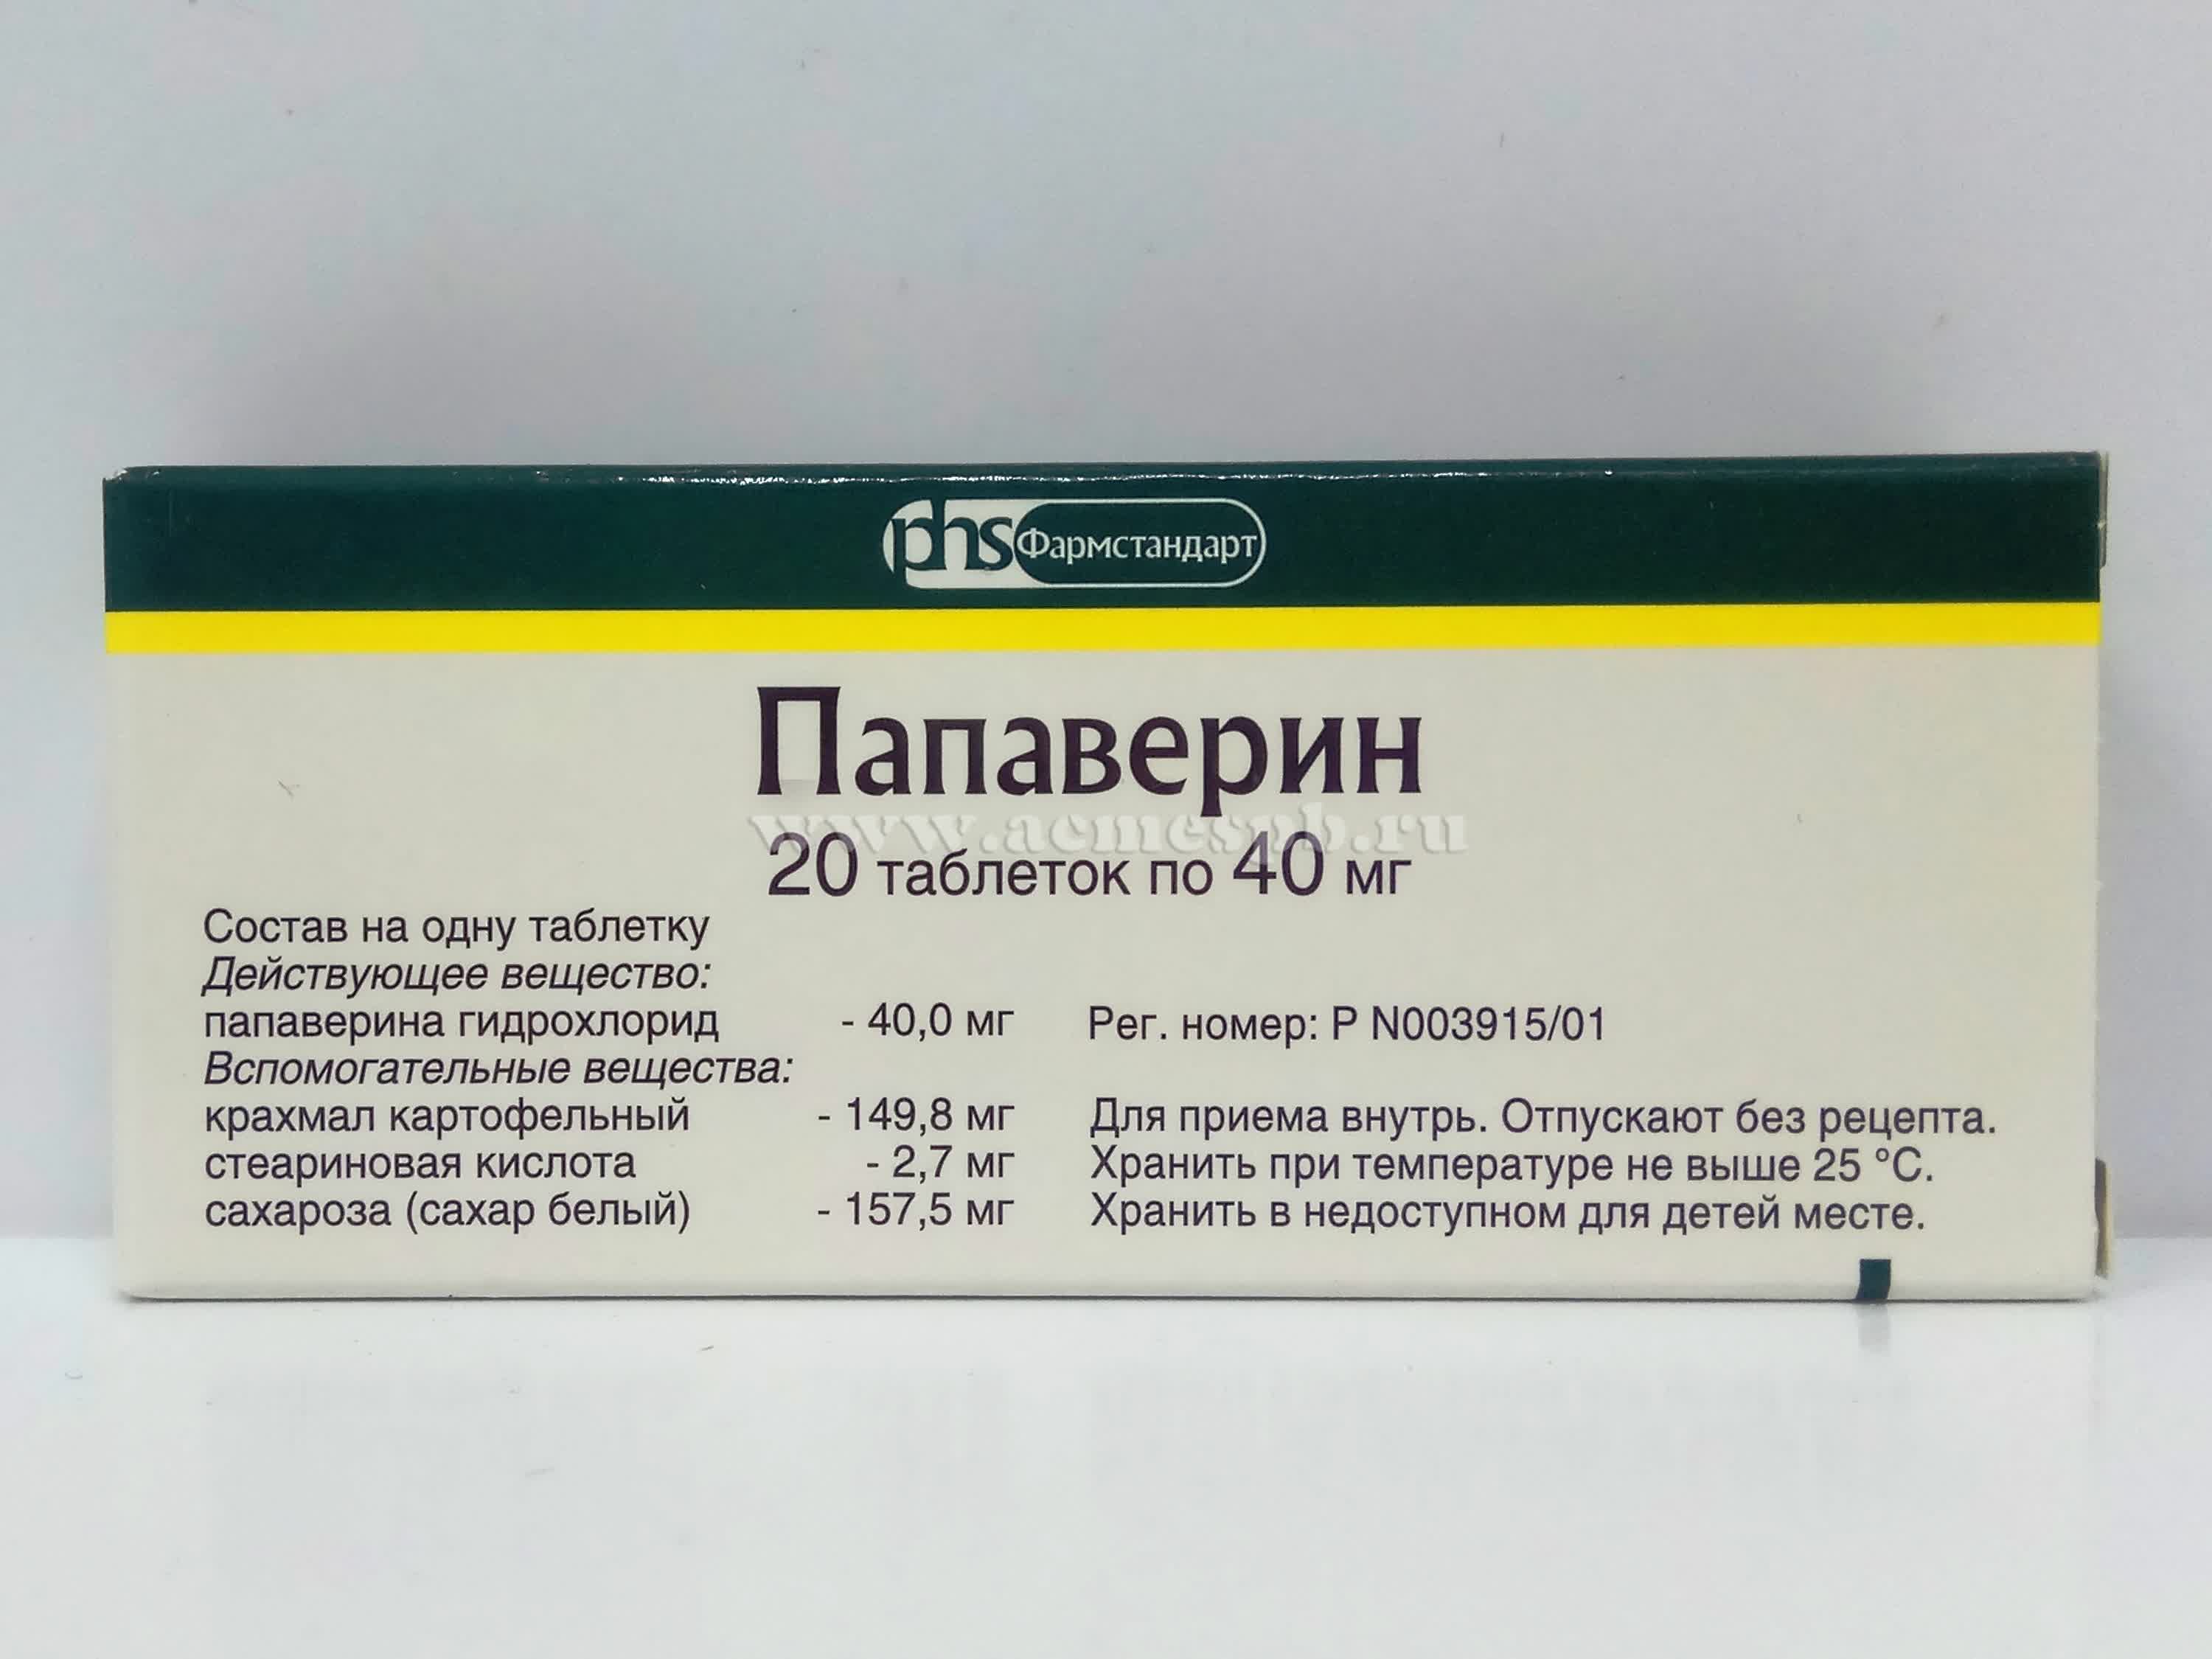 phs Фармстандарт
Папаверин
www.acmespb.ru
20 таблеток по 40 мг
Состав на одну таблетку
Действующее вещество:
папаверина гидрохлорид - 40,0 мг
Вспомогательные вещества:
крахмал картофельный - 149,8 мг
стеариновая кислота - 2,7 мг
сахароза (сахар белый) - 157,5 мг
Рег. номер: Р N003915/01
Для приема внутрь. Отпускают без рецепта.
Хранить при температуре не выше 25 °С.
Хранить в недоступном для детей месте.